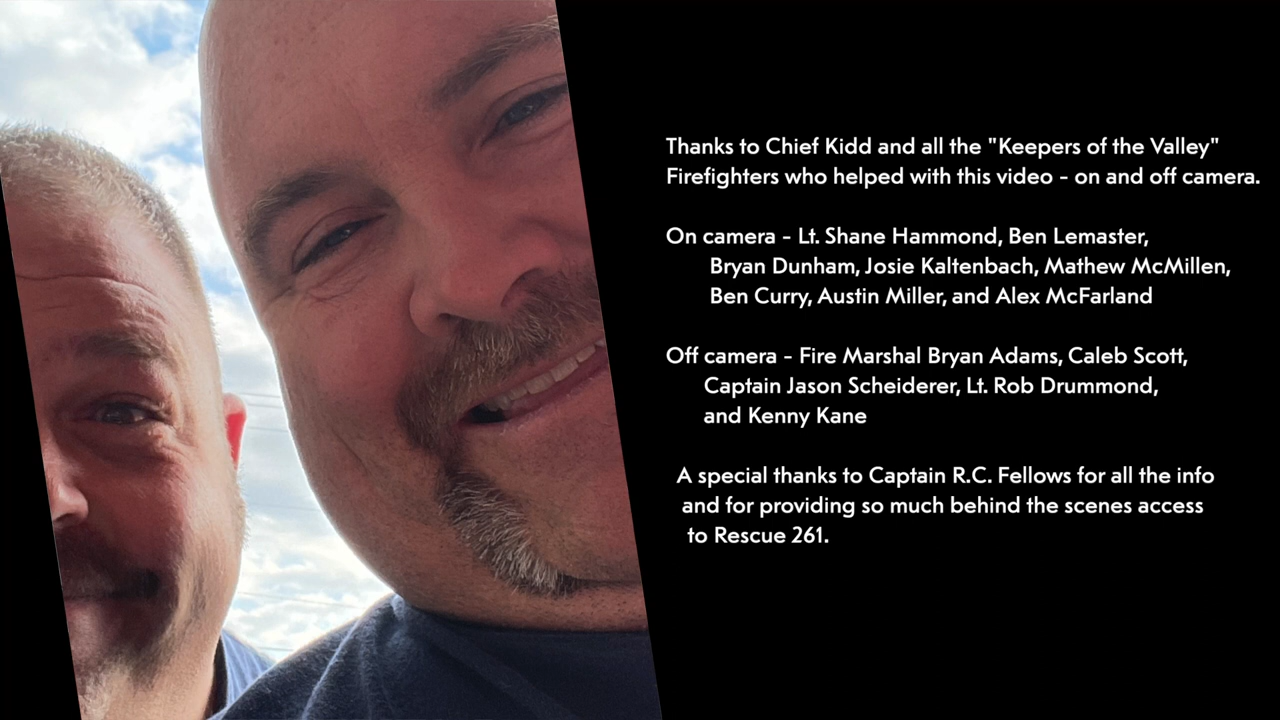 Thanks to Chief Kidd and all the "Keepers of the Valley"
Firefighters who helped with this video - on and off camera.
On camera - Lt. Shane Hammond, Ben Lemaster,
Bryan Dunham, Josie Kaltenbach, Mathew McMillen,
Ben Curry, Austin Miller, and Alex McFarland
Off camera - Fire Marshal Bryan Adams, Caleb Scott,
Captain Jason Scheiderer, Lt. Rob Drummond,
and Kenny Kane
A special thanks to Captain R.C. Fellows for all the info
and for providing so much behind the scenes access
to Rescue 261.